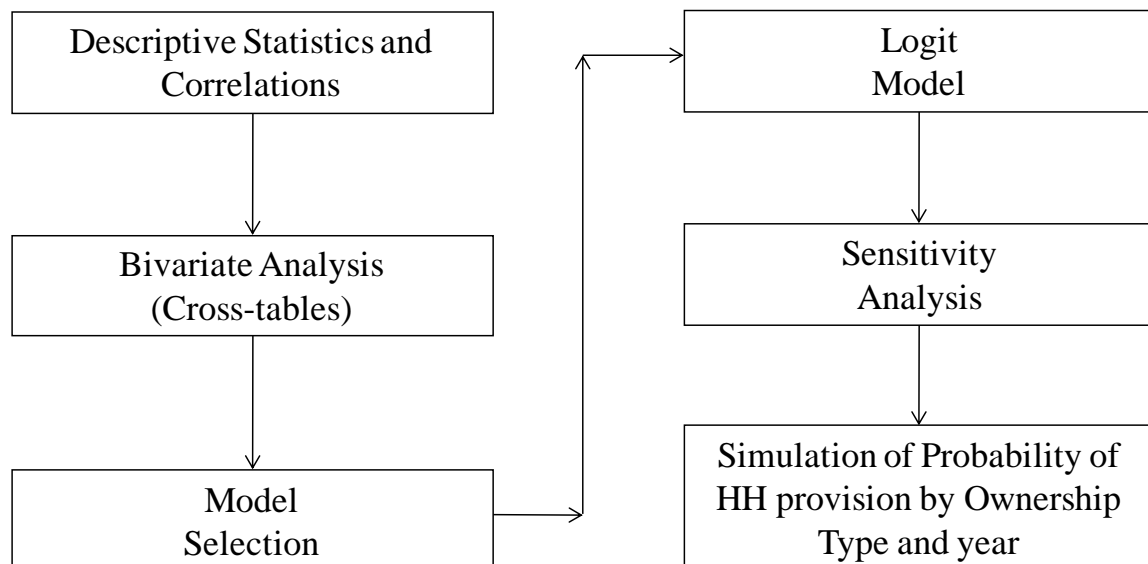 Descriptive Statistics and
Correlations
Bivariate Analysis
(Cross-tables)
Model
Selection
Logit
Model
Sensitivity
Analysis
Simulation of Probability of
HH provision by Ownership
Type and year